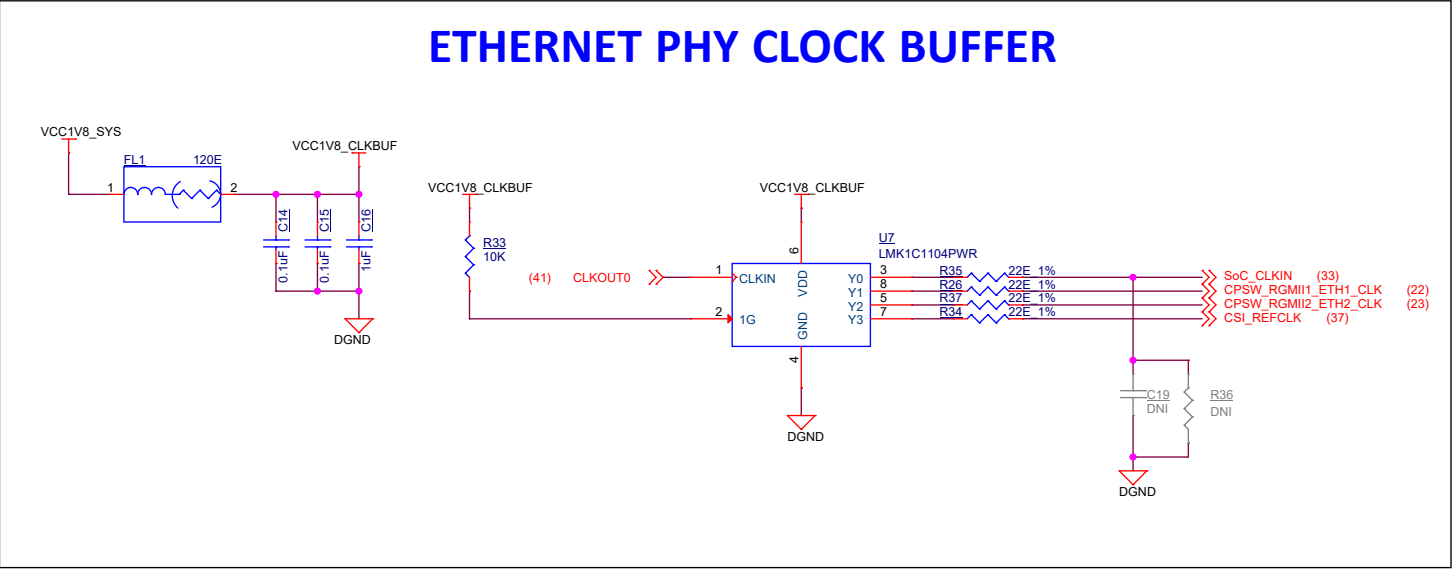 ETHERNET PHY CLOCK BUFFER
VCC1V8_SYS
FL1 120E
1 2
VCC1V8_CLKBUF
C14
0.1uF
C15
0.1uF
C16
1uF
DGND
VCC1V8_CLKBUF
R33
10K
(41) CLKOUT0
VCC1V8_CLKBUF
6
U7
LMK1C1104PWR
1 CLKIN
2 1G
VDD
GND
4
DGND
Y0 3 R35 22E_1% SoC_CLKIN (33)
Y1 8 R26 22E_1% CPSW_RGMII1_ETH1_CLK (22)
Y2 5 R37 22E_1% CPSW_RGMII2_ETH2_CLK (23)
Y3 7 R34 22E_1% CSI_REFCLK (37)
C19
DNI
R36
DNI
DGND